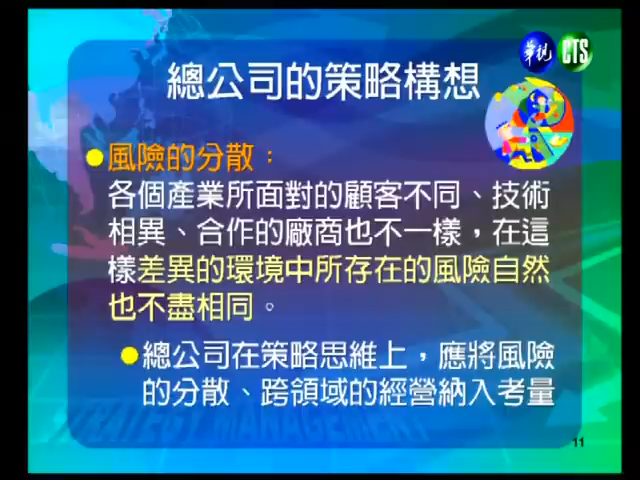 華視 CTS
總公司的策略構想
風險的分散：
各個產業所面對的顧客不同、技術
相異、合作的廠商也不一樣，在這
樣差異的環境中所存在的風險自然
也不盡相同。
總公司在策略思維上，應將風險
的分散、跨領域的經營納入考量
STRATEGY MANAGEMENT
11